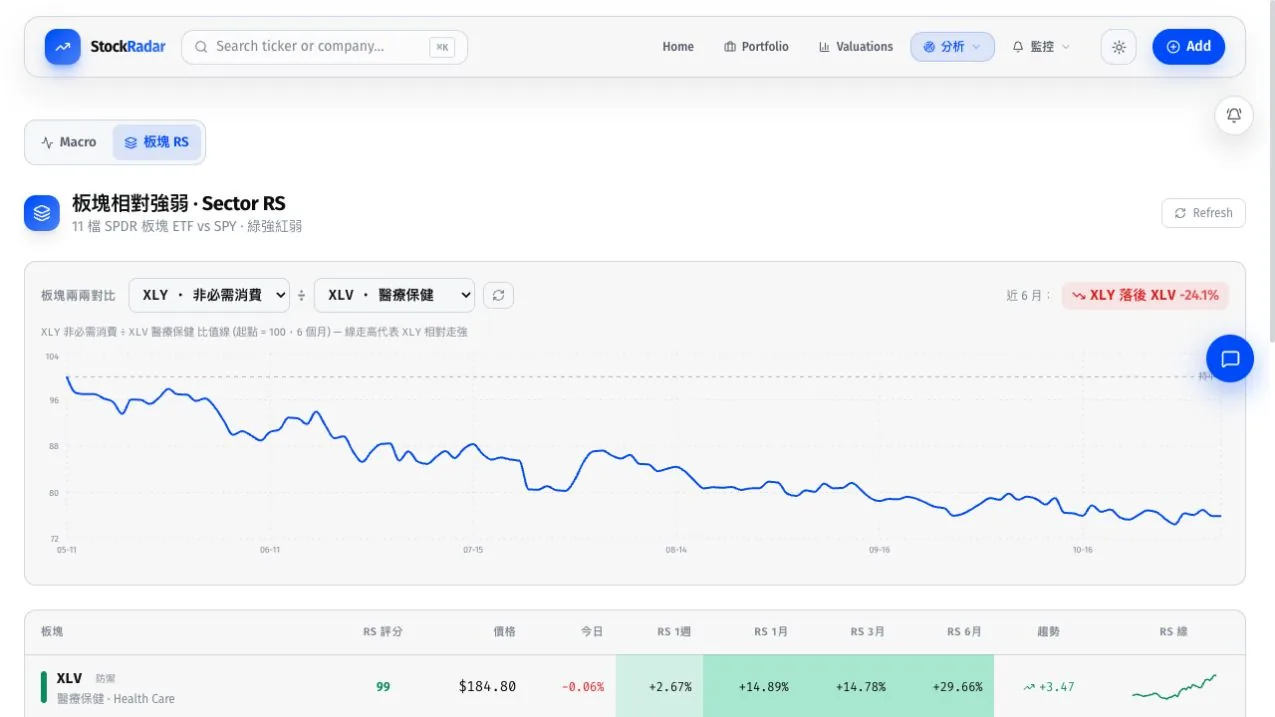 StockRadar Search ticker or company... ⌘K Home Portfolio Valuations 分析 監控 Add
Macro 板塊 RS
板塊相對強弱 · Sector RS
11 檔 SPDR 板塊 ETF vs SPY · 綠強紅弱
Refresh
板塊兩兩對比 XLY · 非必需消費 ÷ XLV · 醫療保健 近 6 月： XLY 落後 XLV -24.1%
XLY 非必需消費 ÷ XLV 醫療保健 比值線 (起點 = 100，6 個月) — 線走高代表 XLY 相對走強
104
96
88
80
72
05-11 06-11 07-15 08-14 09-16 10-16
板塊 RS 評分 價格 今日 RS 1週 RS 1月 RS 3月 RS 6月 趨勢 RS 線
XLV 防禦
醫療保健 · Health Care
99 $184.80 -0.06% +2.67% +14.89% +14.78% +29.66% +3.47